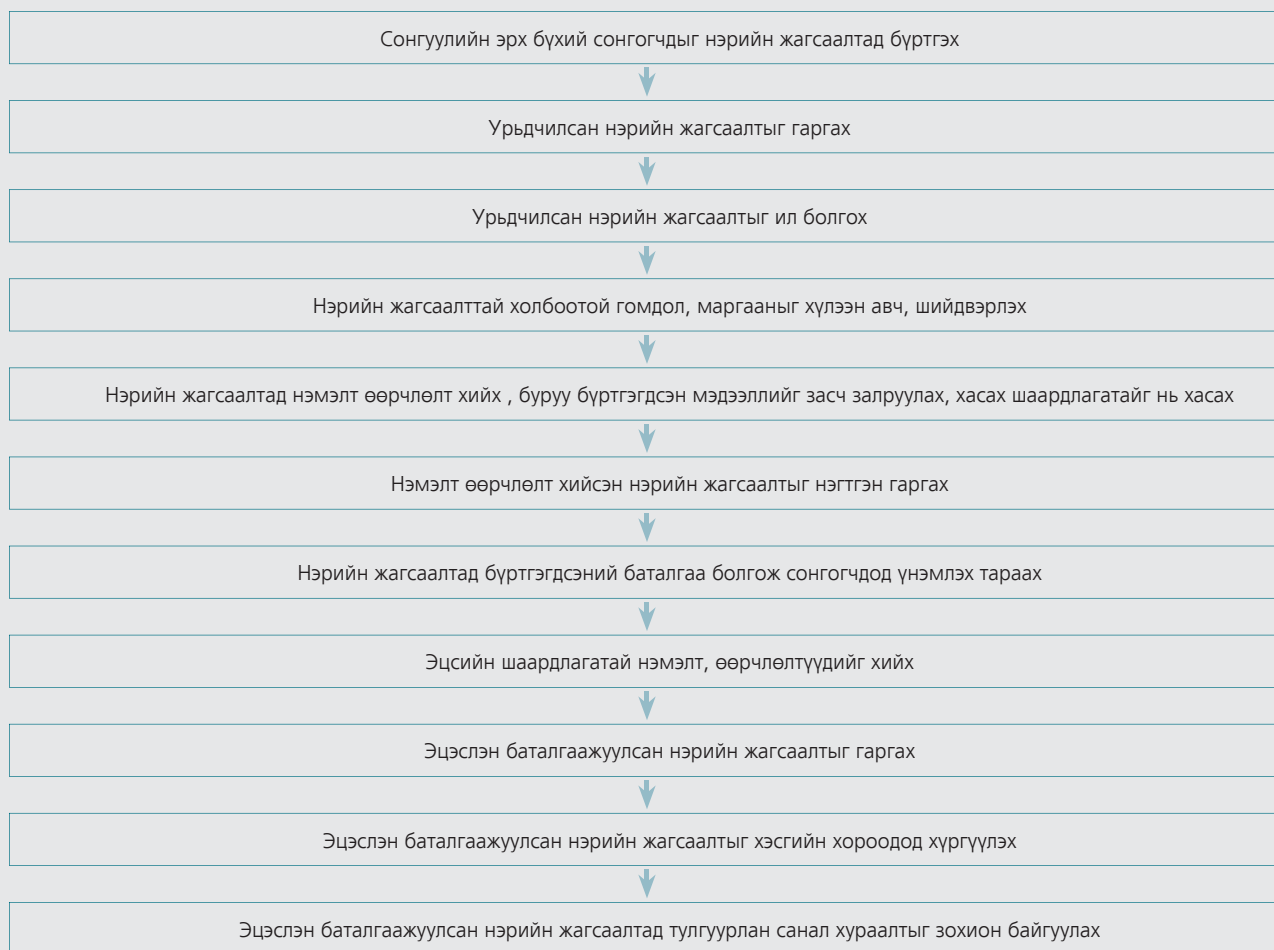 Сонгуулийн эрх бүхий сонгогчдыг нэрийн жагсаалтад бүртгэх
Урьдчилсан нэрийн жагсаалтыг гаргах
Урьдчилсан нэрийн жагсаалтыг ил болгох
Нэрийн жагсаалттай холбоотой гомдол, маргааныг хүлээн авч, шийдвэрлэх
Нэрийн жагсаалтад нэмэлт өөрчлөлт хийх , буруу бүртгэгдсэн мэдээллийг засч залруулах, хасах шаардлагатайг нь хасах
Нэмэлт өөрчлөлт хийсэн нэрийн жагсаалтыг нэгтгэн гаргах
Нэрийн жагсаалтад бүртгэгдсэний баталгаа болгож сонгогчдод үнэмлэх тараах
Эцсийн шаардлагатай нэмэлт, өөрчлөлтүүдийг хийх
Эцэслэн баталгаажуулсан нэрийн жагсаалтыг гаргах
Эцэслэн баталгаажуулсан нэрийн жагсаалтыг хэсгийн хороодод хүргүүлэх
Эцэслэн баталгаажуулсан нэрийн жагсаалтад тулгуурлан санал хураалтыг зохион байгуулах